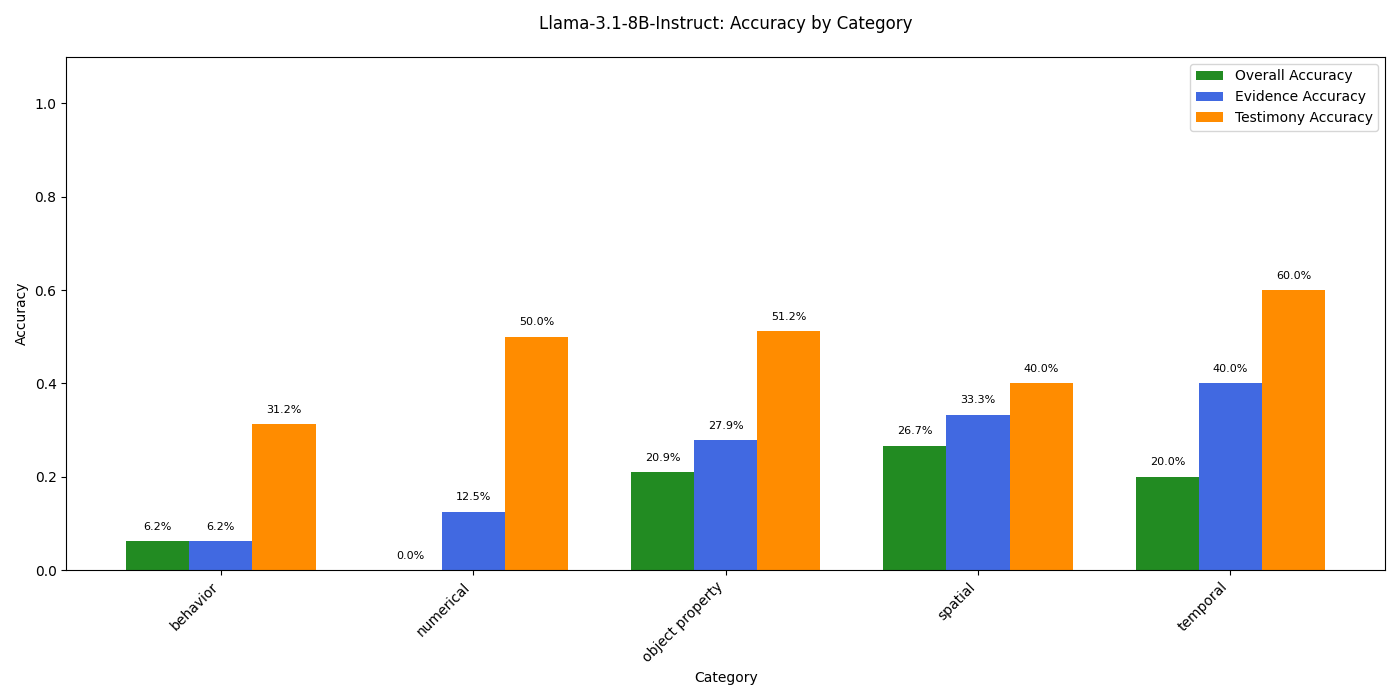 Llama-3.1-8B-Instruct: Accuracy by Category
Overall Accuracy
Evidence Accuracy
Testimony Accuracy
Accuracy
1.0
0.8
0.6
0.4
0.2
0.0
6.2%
6.2%
31.2%
0.0%
12.5%
50.0%
20.9%
27.9%
51.2%
26.7%
33.3%
40.0%
20.0%
40.0%
60.0%
behavior
numerical
object property
spatial
temporal
Category